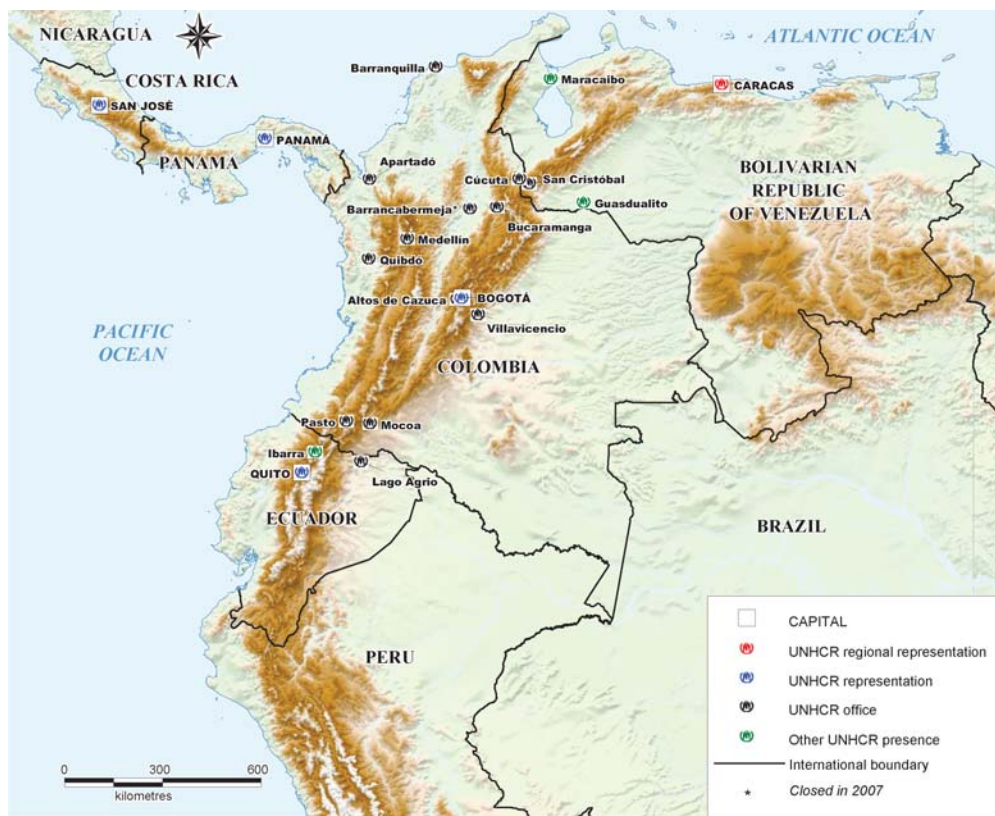 NICARAGUA
ATLANTIC OCEAN
COSTA RICA
Barranquilla
Maracaibo
CARACAS
SAN JOSÉ
PANAMÁ
PANAMA
Apartadó
Cúcuta
San Cristóbal
BOLIVARIAN
REPUBLIC
OF VENEZUELA
Barrancabermeja*
Guasdualito
Bucaramanga
Medellín
Quibdó
Altos de Cazuca
BOGOTÁ
Villavicencio
PACIFIC
OCEAN
COLOMBIA
Pasto
Mocoa
Ibarra
QUITO
Lago Agrio
ECUADOR
BRAZIL
PERU
CAPITAL
UNHCR regional representation
UNHCR representation
UNHCR office
Other UNHCR presence
International boundary
* Closed in 2007
0 300 600
kilometres